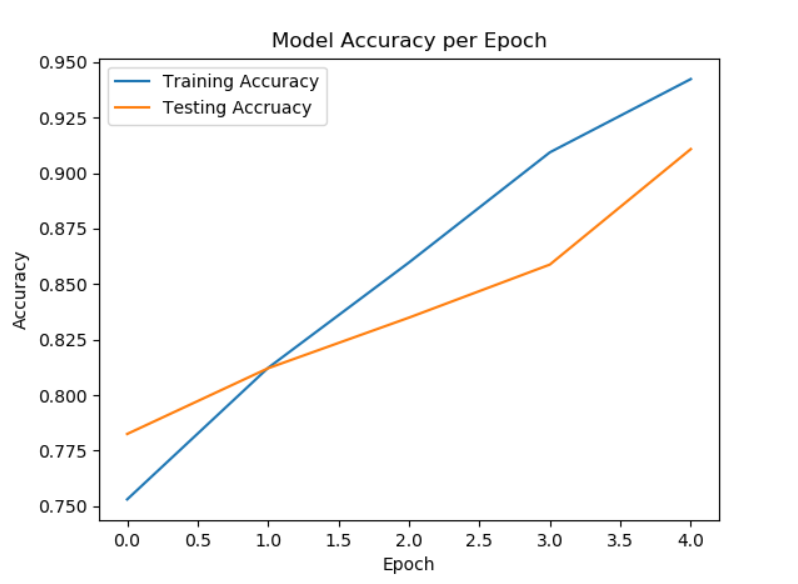 Model Accuracy per Epoch
Training Accuracy
Testing Accruacy
0.950
0.925
0.900
0.875
0.850
0.825
0.800
0.775
0.750
Accuracy
0.0 0.5 1.0 1.5 2.0 2.5 3.0 3.5 4.0
Epoch